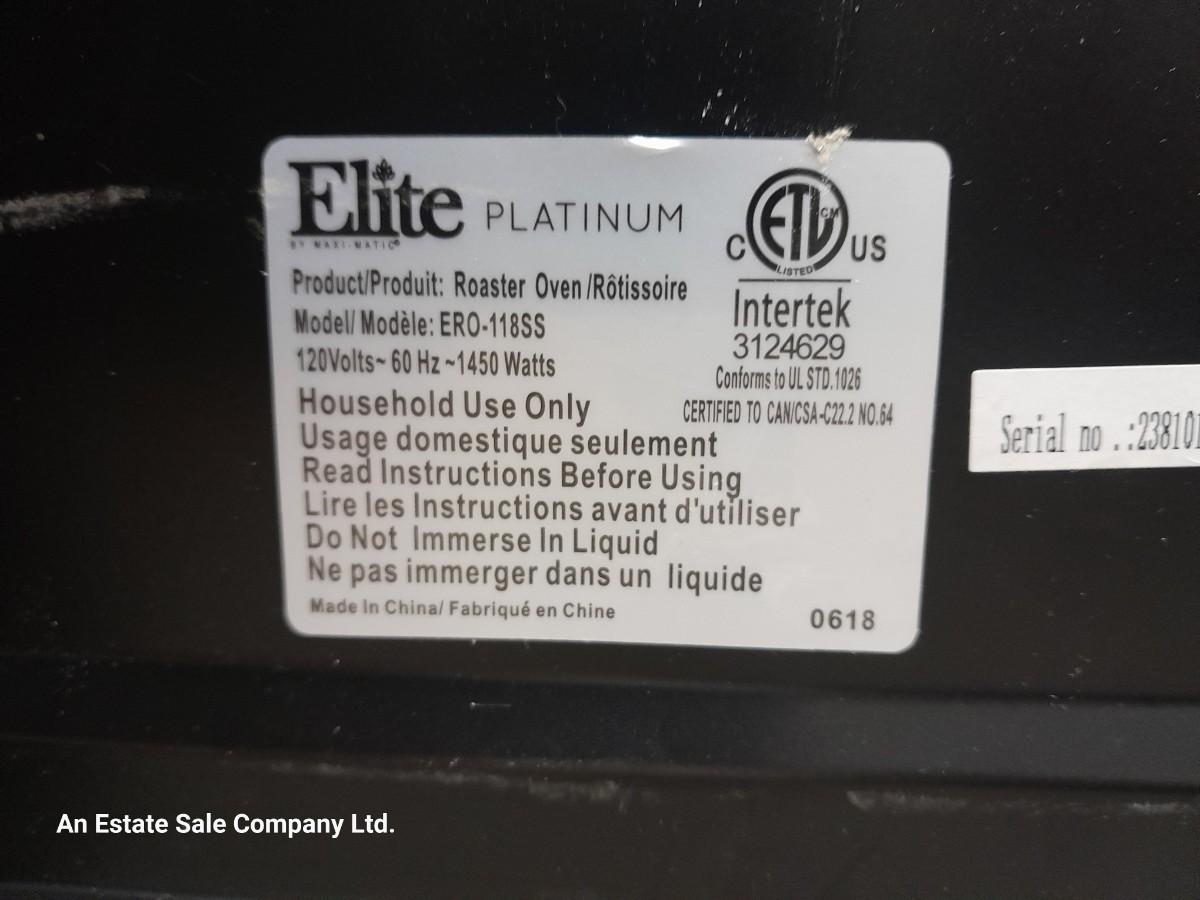 Elite PLATINUM
BY MAXI-MATIC®
Product/Produit: Roaster Oven/Rôtissoire
Model/Modèle: ERO-118SS
120Volts~ 60 Hz ~1450 Watts
Household Use Only
Usage domestique seulement
Read Instructions Before Using
Lire les Instructions avant d'utiliser
Do Not Immerse In Liquid
Ne pas immerger dans un liquide
Made In China/ Fabriqué en Chine
0618
ETL CM
C US
LISTED
Intertek
3124629
Conforms to UL STD.1026
CERTIFIED TO CAN/CSA-C22.2 NO.64
Serial no .:238101
An Estate Sale Company Ltd.